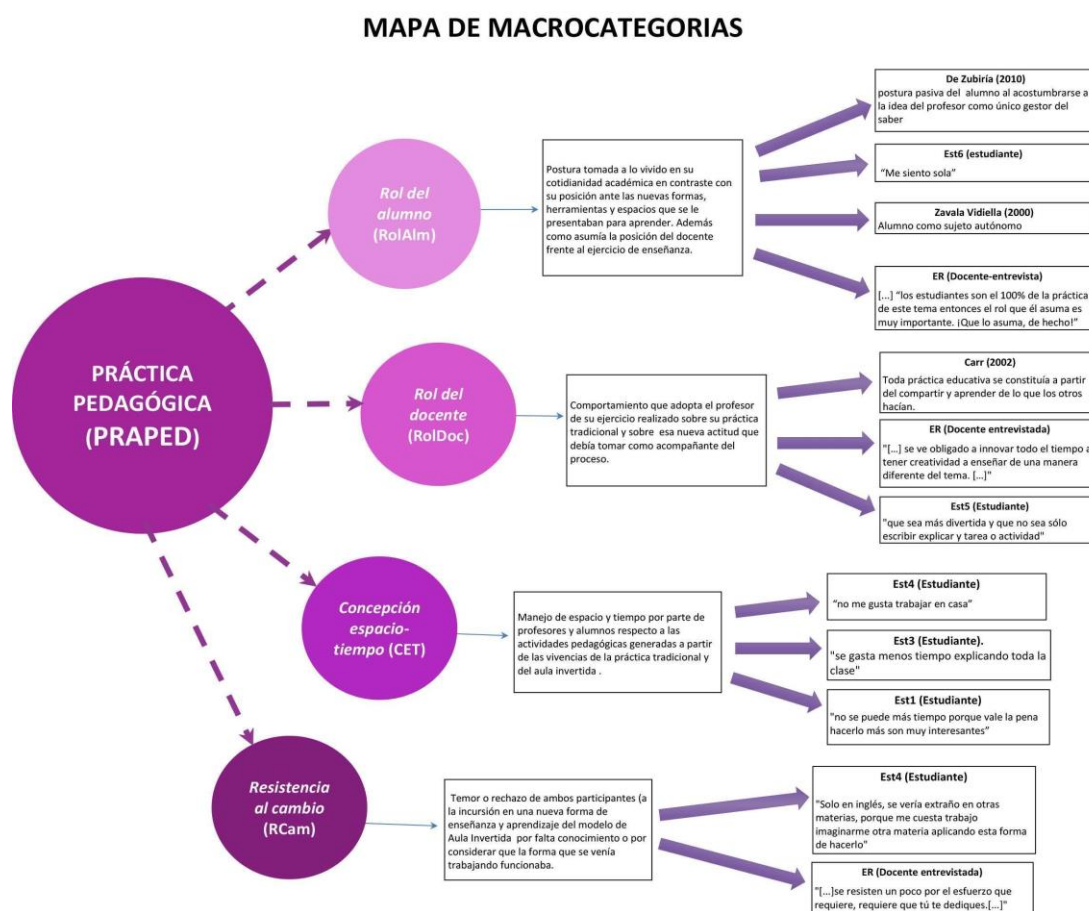 MAPA DE MACROCATEGORIAS
PRÁCTICA
PEDAGÓGICA
(PRAPED)
Rol del
alumno
(RolAlm)
Postura tomada a lo vivido en su
cotidianidad académica en contraste con
su posición ante las nuevas formas,
herramientas y espacios que se le
presentaban para aprender. Además
como asumía la posición del docente
frente al ejercicio de enseñanza.
De Zubiría (2010)
postura pasiva del alumno al acostumbrarse a
la idea del profesor como único gestor del
saber
Est6 (estudiante)
“Me siento sola”
Zavala Vidiella (2000)
Alumno como sujeto autónomo
ER (Docente-entrevista)
[...] “los estudiantes son el 100% de la práctica
de este tema entonces el rol que él asuma es
muy importante. ¡Que lo asuma, de hecho!”
Rol del
docente
(RolDoc)
Comportamiento que adopta el profesor
de su ejercicio realizado sobre su práctica
tradicional y sobre esa nueva actitud que
debía tomar como acompañante del
proceso.
Carr (2002)
Toda práctica educativa se constituía a partir
del compartir y aprender de lo que los otros
hacían.
ER (Docente entrevistada)
"[...] se ve obligado a innovar todo el tiempo a
tener creatividad a enseñar de una manera
diferente del tema. [...]"
Est5 (Estudiante)
"que sea más divertida y que no sea sólo
escribir explicar y tarea o actividad"
Concepción
espacio-
tiempo (CET)
Manejo de espacio y tiempo por parte de
profesores y alumnos respecto a las
actividades pedagógicas generadas a partir
de las vivencias de la práctica tradicional y
del aula invertida .
Est4 (Estudiante)
“no me gusta trabajar en casa”
Est3 (Estudiante).
"se gasta menos tiempo explicando toda la
clase"
Est1 (Estudiante)
"no se puede más tiempo porque vale la pena
hacerlo más son muy interesantes”
Resistencia
al cambio
(RCam)
Temor o rechazo de ambos participantes (a
la incursión en una nueva forma de
enseñanza y aprendizaje del modelo de
Aula Invertida por falta conocimiento o por
considerar que la forma que se venía
trabajando funcionaba.
Est4 (Estudiante)
"Solo en inglés, se vería extraño en otras
materias, porque me cuesta trabajo
imaginarme otra materia aplicando esta forma
de hacerlo”
ER (Docente entrevistada)
"[...]se resisten un poco por el esfuerzo que
requiere, requiere que tú te dediques.[...]"